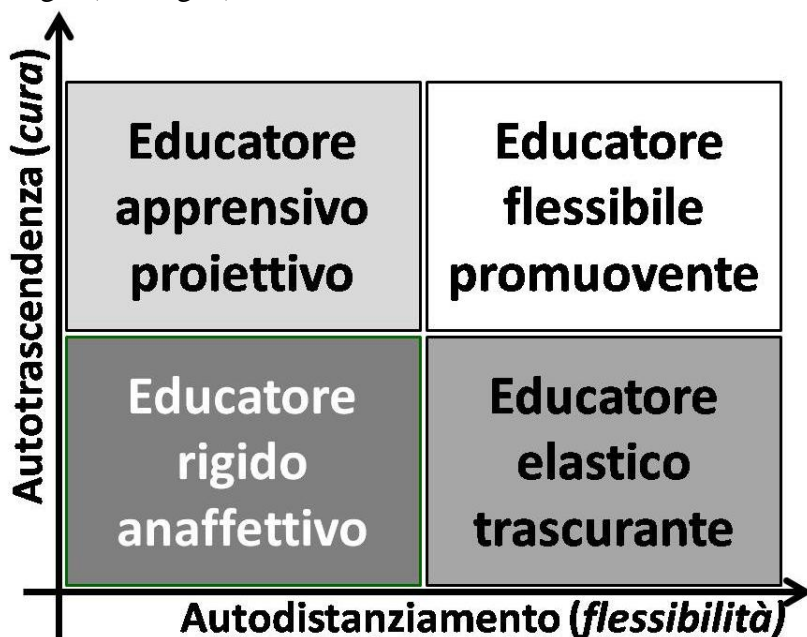 Autotrascendenza (cura)
Educatore
apprensivo
proiettivo
Educatore
flessibile
promuovente
Educatore
rigido
anaffettivo
Educatore
elastico
trascurante
Autodistanziamento (flessibilità)